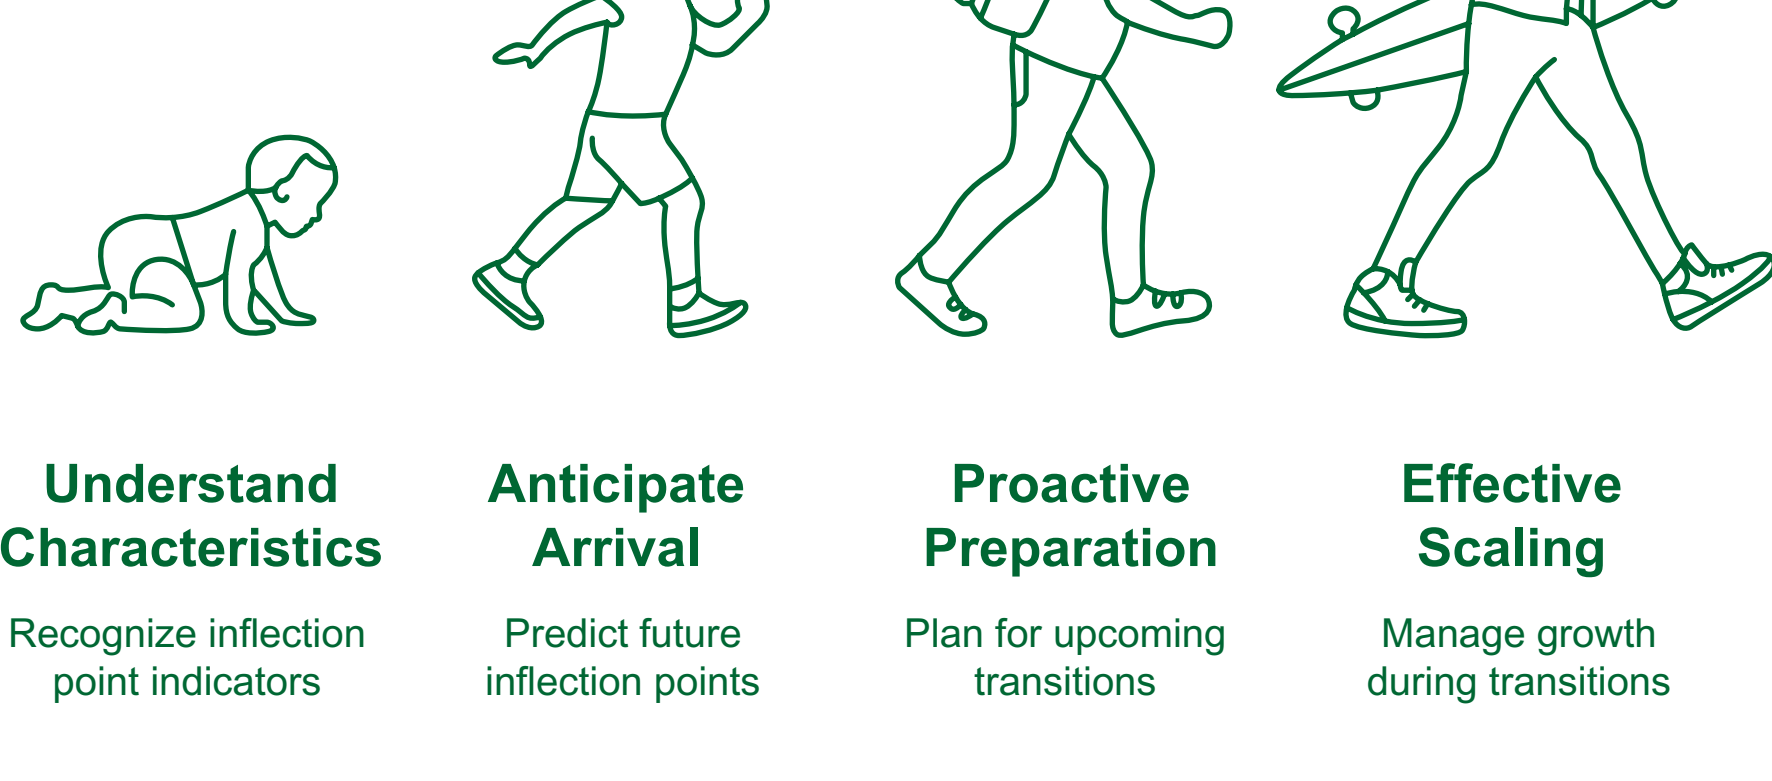 Understand
Characteristics
Recognize inflection
point indicators
Anticipate
Arrival
Predict future
inflection points
Proactive
Preparation
Plan for upcoming
transitions
Effective
Scaling
Manage growth
during transitions